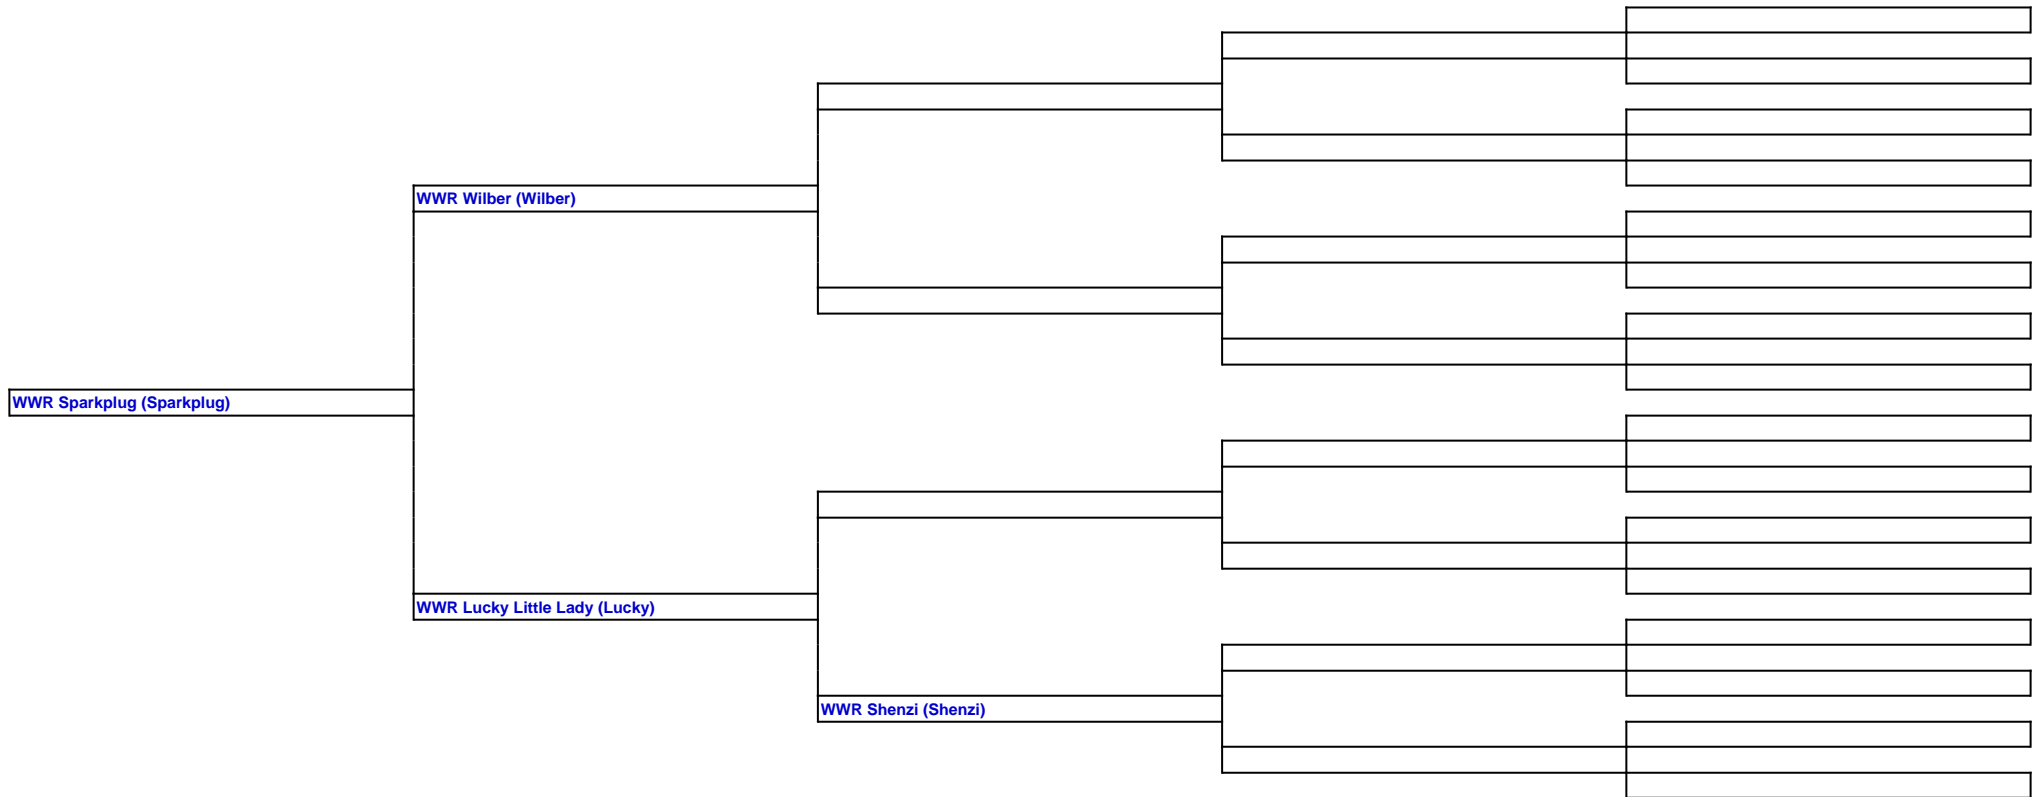 WWR Wilber (Wilber)
WWR Sparkplug (Sparkplug)
WWR Lucky Little Lady (Lucky)
WWR Shenzi (Shenzi)